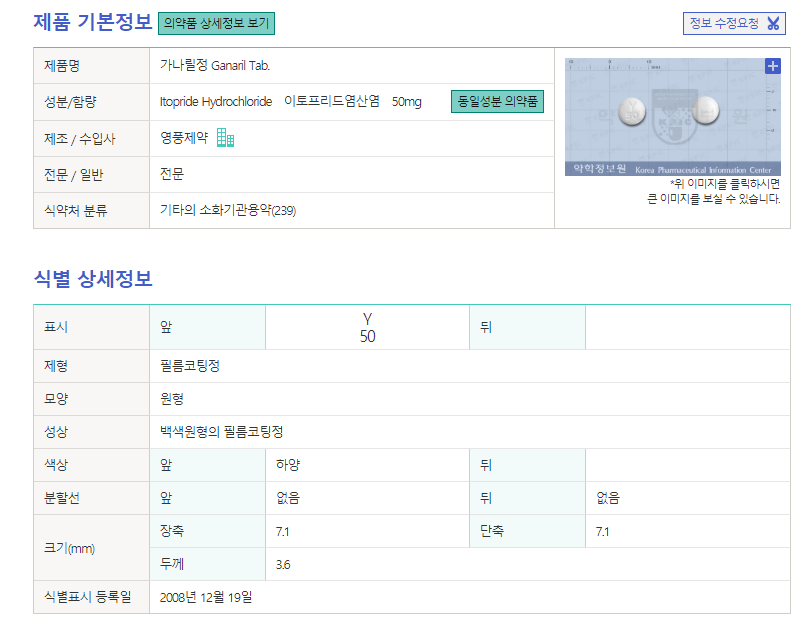 제품 기본정보 의약품 상세정보 보기 정보 수정요청
제품명 가나릴정 Ganaril Tab.
성분/함량 Itopride Hydrochloride 이토프리드염산염 50mg 동일성분 의약품
제조 / 수입사 영풍제약
전문 / 일반 전문
식약처 분류 기타의 소화기관용약(239)
약학정보원 Korea Pharmaceutical Information Center
*위 이미지를 클릭하시면
큰 이미지를 보실 수 있습니다.
식별 상세정보
표시 앞 Y 뒤
50
제형 필름코팅정
모양 원형
성상 백색원형의 필름코팅정
색상 앞 하양 뒤
분할선 앞 없음 뒤 없음
크기(mm) 장축 7.1 단축 7.1
두께 3.6
식별표시 등록일 2008년 12월 19일